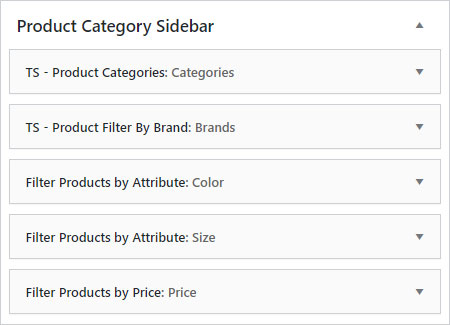 Product Category Sidebar
TS - Product Categories: Categories
TS - Product Filter By Brand: Brands
Filter Products by Attribute: Color
Filter Products by Attribute: Size
Filter Products by Price: Price